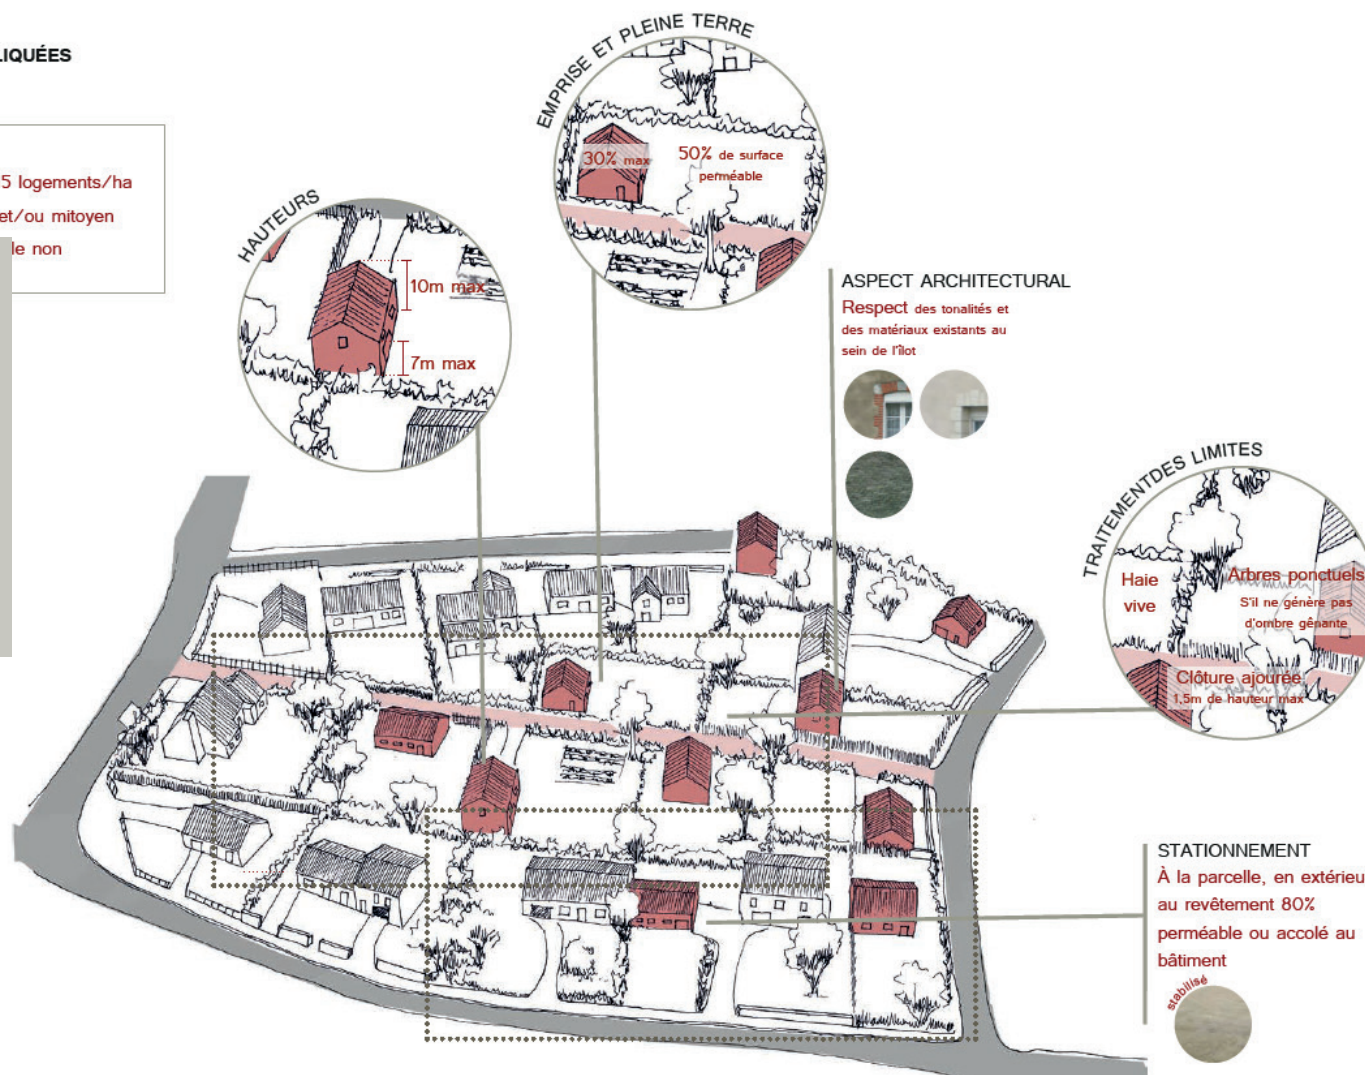 IQUÉES
5 logements/ha
et/ou mitoyen
le non
EMPRISE ET PLEINE TERRE
30% max
50% de surface
perméable
HAUTEURS
10m max
7m max
ASPECT ARCHITECTURAL
Respect des tonalités et
des matériaux existants au
sein de l'îlot
TRAITEMENTDES LIMITES
Haie
vive
Arbres ponctuels
S'il ne génère pas
d'ombre gênante
Clôture ajourée
1,5m de hauteur max
STATIONNEMENT
À la parcelle, en extérieu
au revêtement 80%
perméable ou accolé au
bâtiment
stabilisé